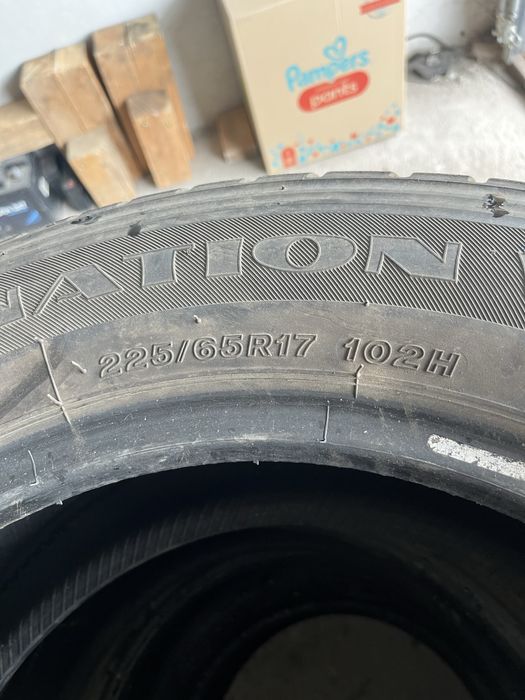 Pampers
pants
ATION
225/65R17 102H